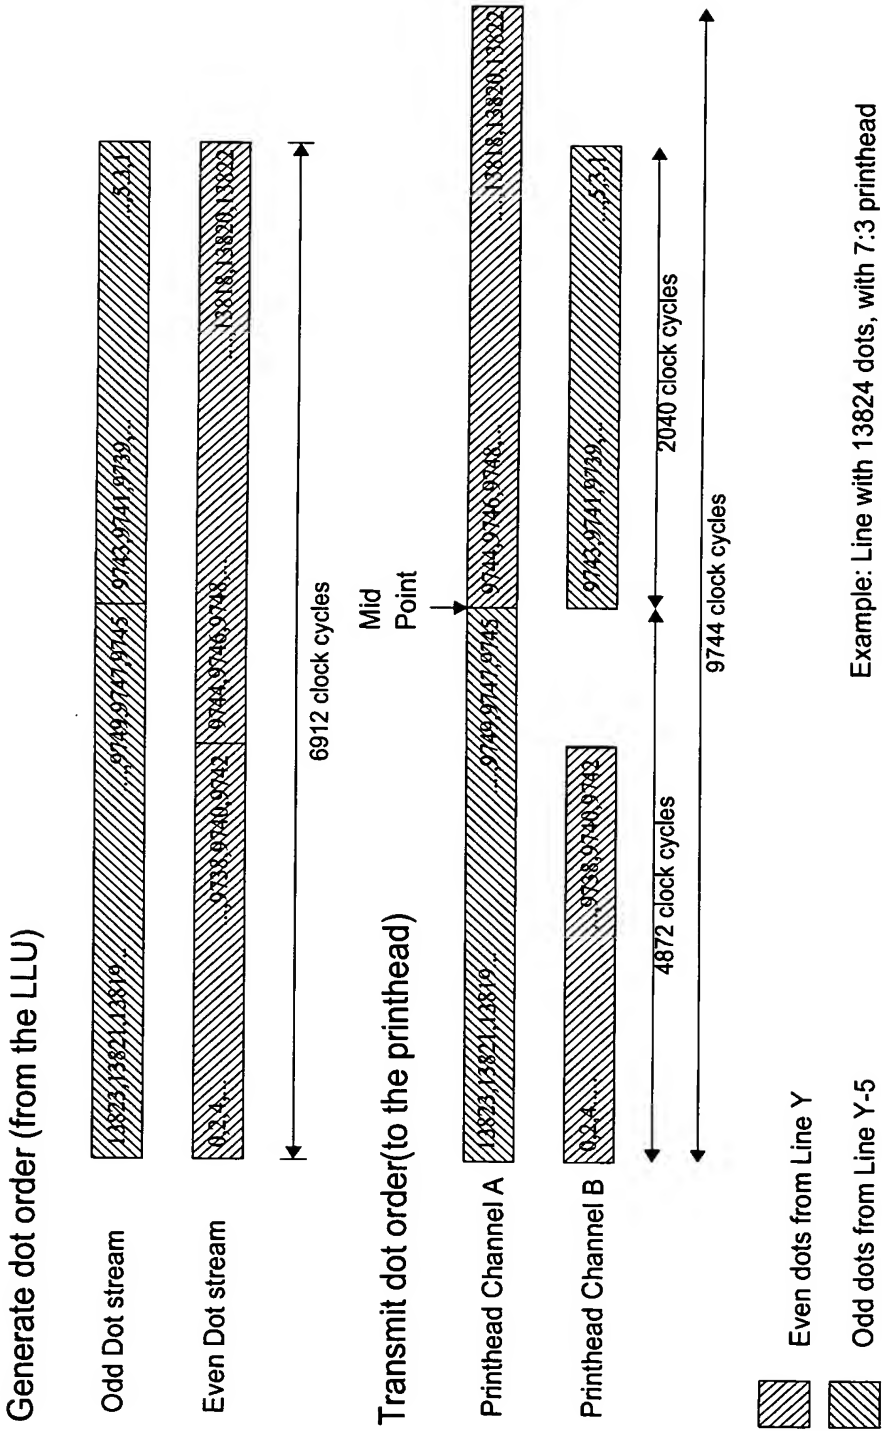 Generate dot order (from the LLU)
Odd Dot stream
13823,13821,13819...
...,9749,9747,9745
9743,9741,9739,...
...,5,3,1
Even Dot stream
0,2,4,...
...,9738,9740,9742
9744,9746,9748,...
....,13818,13820,13822
6912 clock cycles
Transmit dot order(to the printhead)
Mid
Point
Printhead Channel A
13823,13821,13819...
...,9749,9747,9745
9744,9746,9748,...
....,13818,13820,13822
Printhead Channel B
0,2,4....
...,9738,9740,9742
9743,9741,9739,...
...,5,3,1
4872 clock cycles
2040 clock cycles
9744 clock cycles
Even dots from Line Y
Odd dots from Line Y-5
Example: Line with 13824 dots, with 7:3 printhead